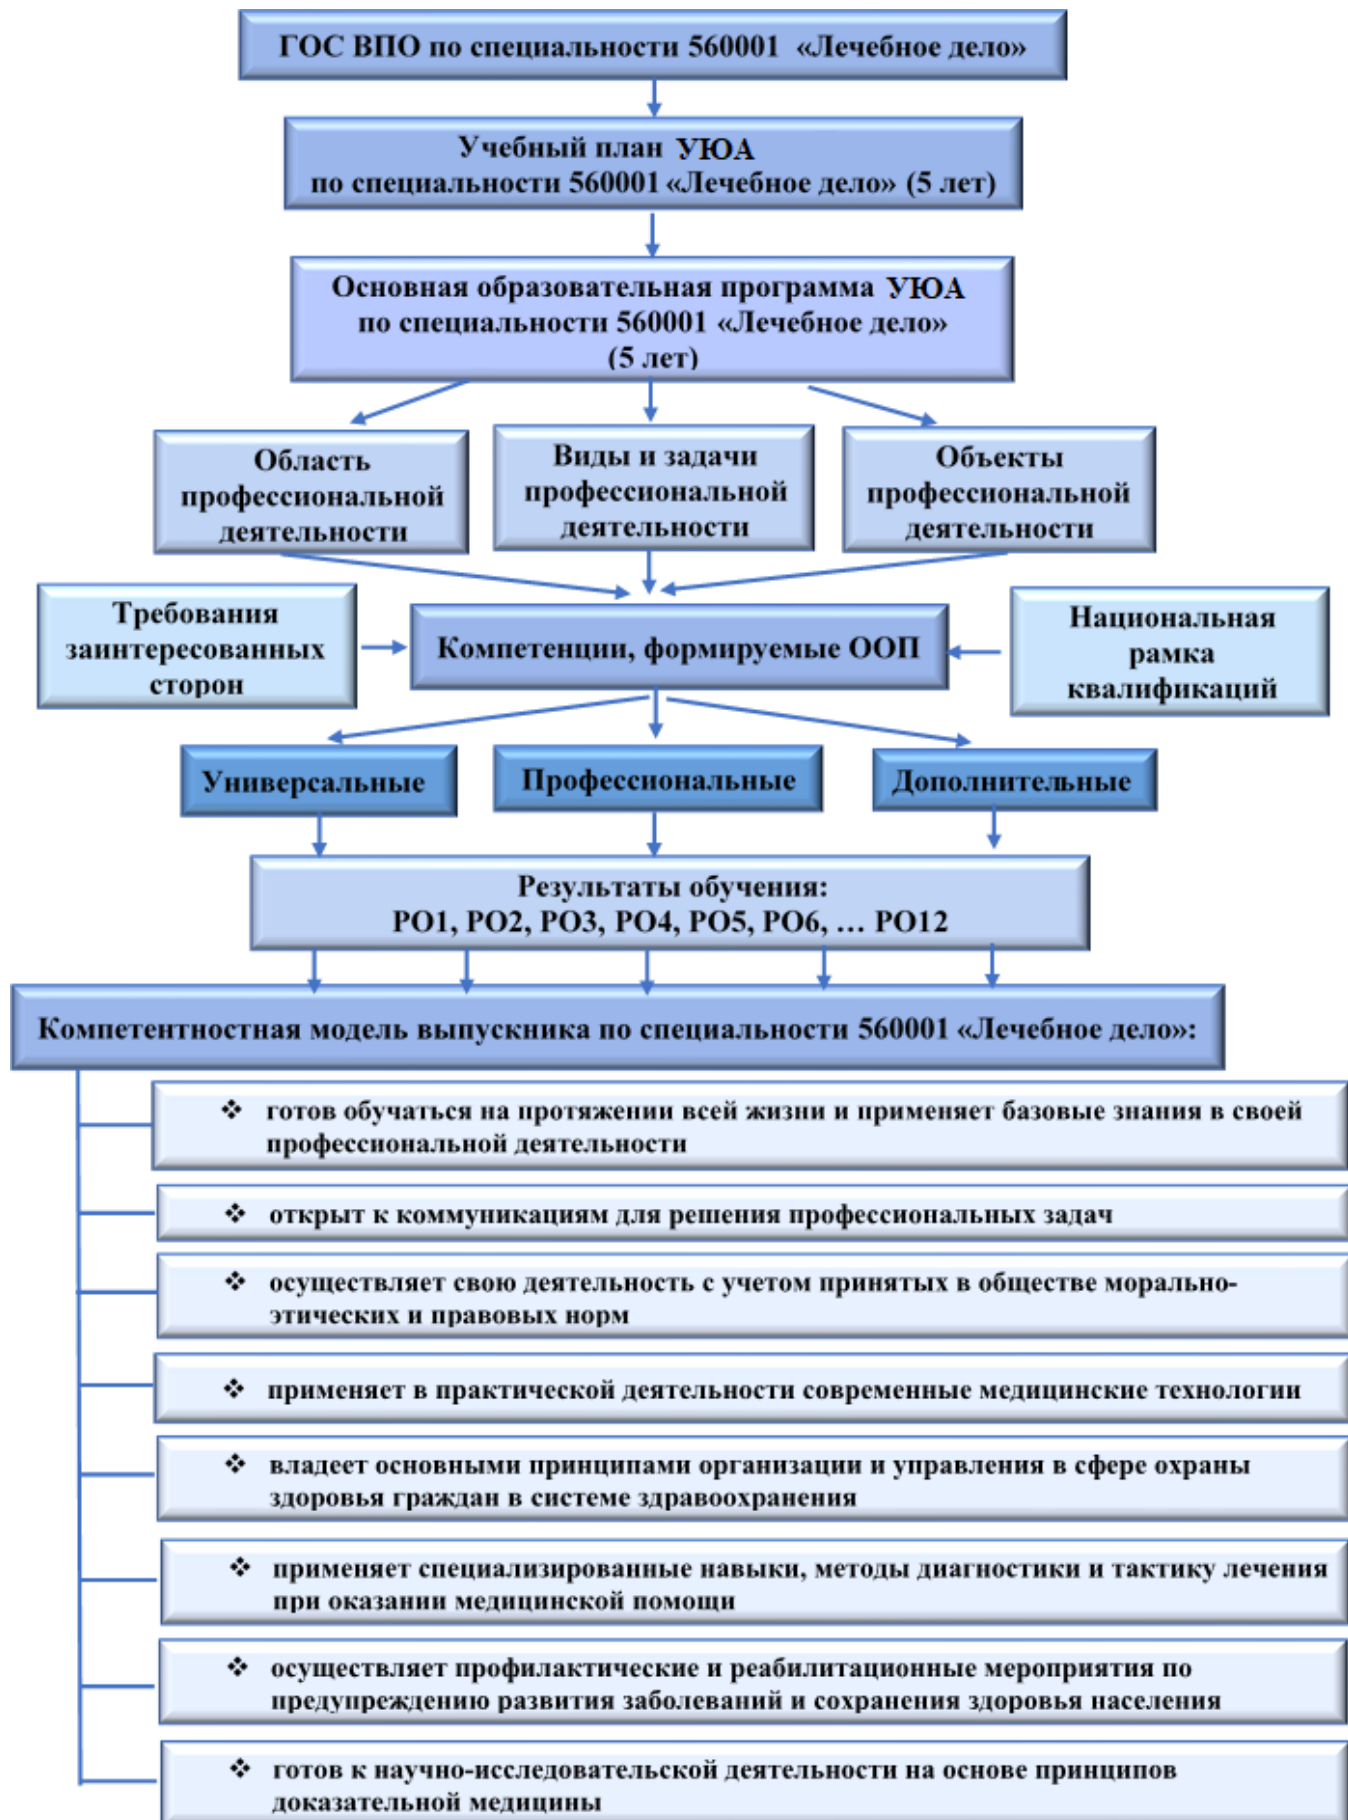 ГОС ВПО по специальности 560001 «Лечебное дело»
Учебный план УЮА
по специальности 560001 «Лечебное дело» (5 лет)
Основная образовательная программа УЮА
по специальности 560001 «Лечебное дело»
(5 лет)
Область
профессиональной
деятельности
Виды и задачи
профессиональной
деятельности
Объекты
профессиональной
деятельности
Требования
заинтересованных
сторон
Компетенции, формируемые ООП
Национальная
рамка
квалификаций
Универсальные
Профессиональные
Дополнительные
Результаты обучения:
РО1, РО2, РО3, РО4, РО5, РО6, … РО12
Компетентностная модель выпускника по специальности 560001 «Лечебное дело»:
❖ готов обучаться на протяжении всей жизни и применяет базовые знания в своей
профессиональной деятельности
❖ открыт к коммуникациям для решения профессиональных задач
❖ осуществляет свою деятельность с учетом принятых в обществе морально-
этических и правовых норм
❖ применяет в практической деятельности современные медицинские технологии
❖ владеет основными принципами организации и управления в сфере охраны
здоровья граждан в системе здравоохранения
❖ применяет специализированные навыки, методы диагностики и тактику лечения
при оказании медицинской помощи
❖ осуществляет профилактические и реабилитационные мероприятия по
предупреждению развития заболеваний и сохранения здоровья населения
❖ готов к научно-исследовательской деятельности на основе принципов
доказательной медицины